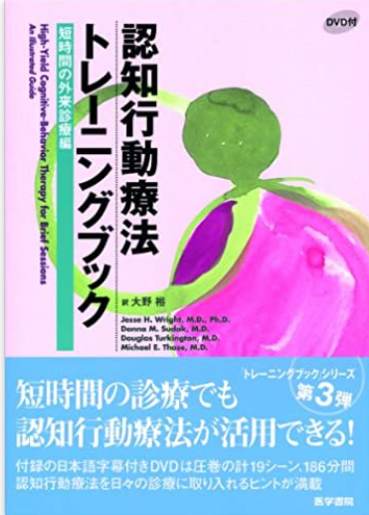 DVD付
認知行動療法
トレーニングブック
短時間の外来診療編
High-Yield Cognitive-Behavior Therapy for Brief Sessions
An Illustrated Guide
訳 大野 裕
Jesse H. Wright, M.D., Ph.D.
Donna M. Sudak, M.D.
Douglas Turkington, M.D.
Michael E. Thase, M.D.
「トレーニングブック」シリーズ
第3弾
短時間の診療でも
認知行動療法が活用できる!
付録の日本語字幕付きDVDは圧巻の計19シーン、186分間
認知行動療法を日々の診療に取り入れるヒントが満載
医学書院